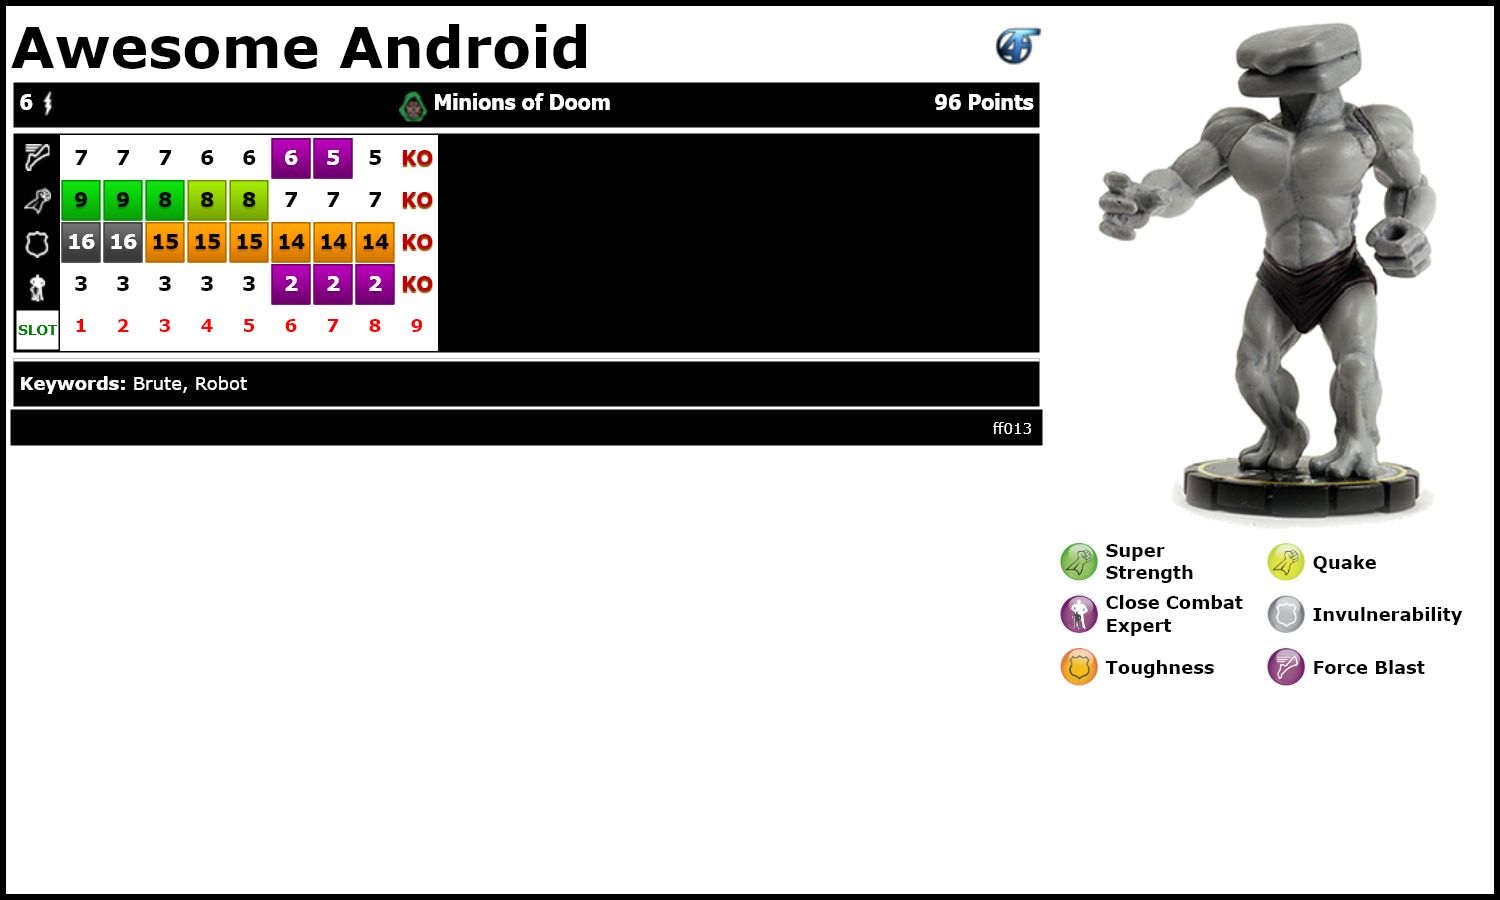 Awesome Android
6 Minions of Doom 96 Points
7 7 7 6 6 6 5 5 KO
9 9 8 8 8 7 7 7 KO
16 16 15 15 15 14 14 14 KO
3 3 3 3 3 2 2 2 KO
SLOT 1 2 3 4 5 6 7 8 9
Keywords: Brute, Robot
ff013
Super
Strength
Quake
Close Combat
Expert
Invulnerability
Toughness
Force Blast